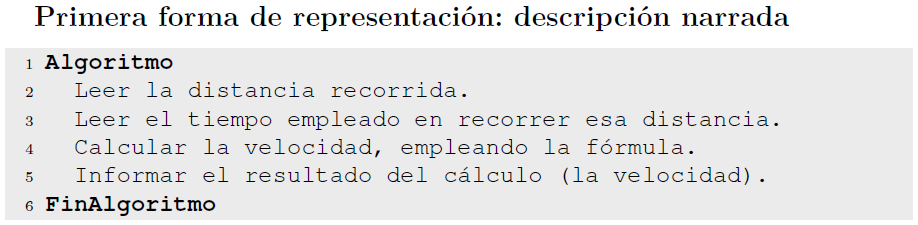 Primera forma de representación: descripción narrada
1 Algoritmo
2 Leer la distancia recorrida.
3 Leer el tiempo empleado en recorrer esa distancia.
4 Calcular la velocidad, empleando la fórmula.
5 Informar el resultado del cálculo (la velocidad).
6 FinAlgoritmo